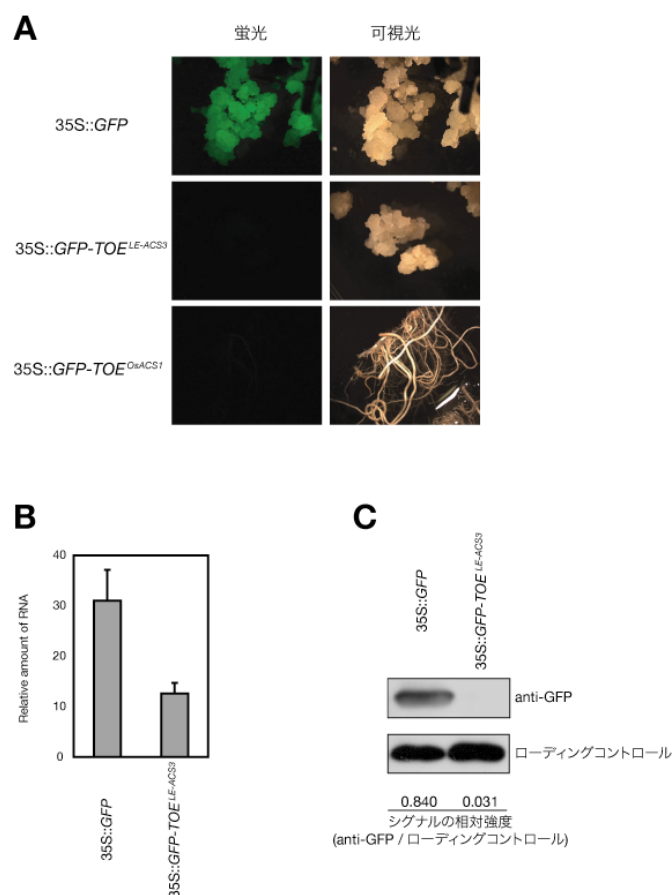 A
蛍光
可視光
35S::GFP
35S::GFP-TOE^LE-ACS3
35S::GFP-TOE^OsACS1
B
Relative amount of RNA
40
30
20
10
0
35S::GFP
35S::GFP-TOE^LE-ACS3
C
35S::GFP
35S::GFP-TOE^LE-ACS3
anti-GFP
ローディングコントロール
0.840 0.031
シグナルの相対強度
(anti-GFP / ローディングコントロール)